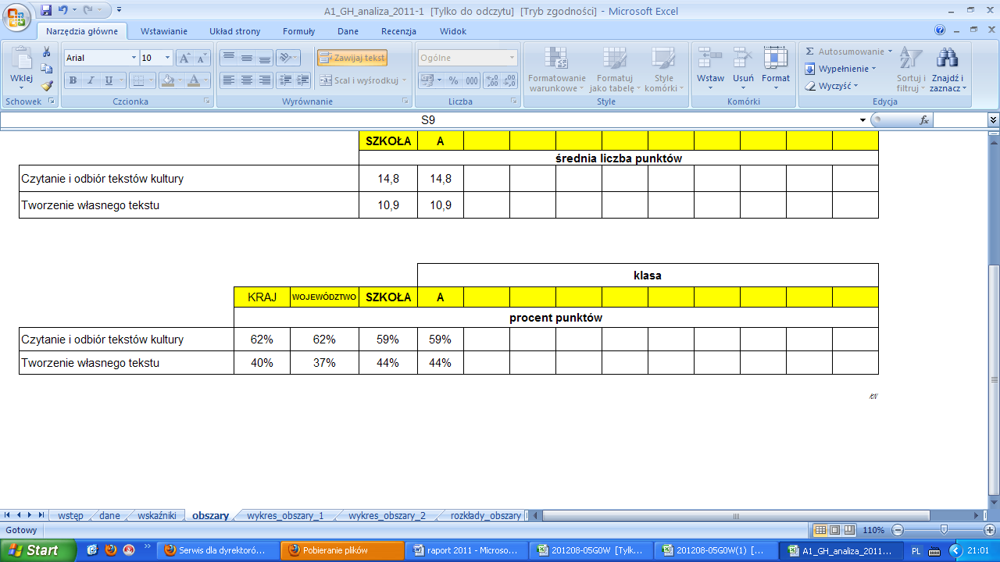 A1_GH_analiza_2011-1 [Tylko do odczytu] [Tryb zgodności] - Microsoft Excel
Narzędzia główne Wstawianie Układ strony Formuły Dane Recenzja Widok
Wklej
Schowek
Arial 10
B I U
Czcionka
Zawijaj tekst
Scal i wyśrodkuj
Wyrównanie
Ogólne
% 000
Liczba
Formatowanie warunkowe
Formatuj jako tabelę
Style komórki
Style
Wstaw Usuń Format
Komórki
Σ Autosumowanie
Wypełnienie
Wyczyść
Sortuj i filtruj
Znajdź i zaznacz
Edycja
S9 fx
SZKOŁA A
średnia liczba punktów
Czytanie i odbiór tekstów kultury 14,8 14,8
Tworzenie własnego tekstu 10,9 10,9
klasa
KRAJ WOJEWÓDZTWO SZKOŁA A
procent punktów
Czytanie i odbiór tekstów kultury 62% 62% 59% 59%
Tworzenie własnego tekstu 40% 37% 44% 44%
KN
wstęp dane wskaźniki obszary wykres_obszary_1 wykres_obszary_2 rozkłady_obszary
Gotowy 110%
Start Serwis dla dyrektoró... Pobieranie plików raport 2011 - Microso... 201208-05G0W [Tylk... 201208-05G0W(1) [... A1_GH_analiza_2011... PL 21:01